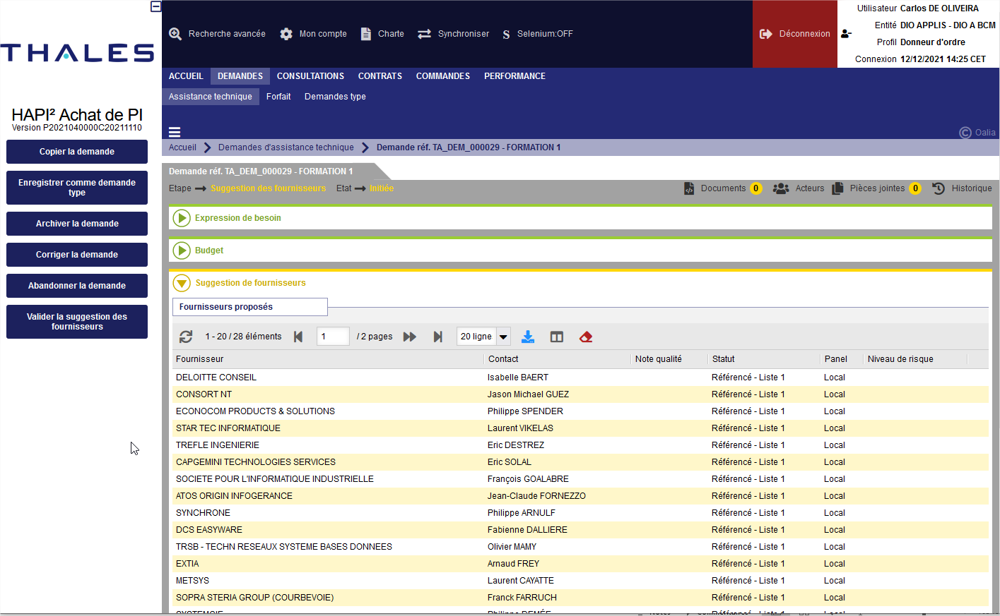 THALES
HAPI² Achat de PI
Version P2021040000C20211110
Copier la demande
Enregistrer comme demande
type
Archiver la demande
Corriger la demande
Abandonner la demande
Valider la suggestion des
fournisseurs
Recherche avancée Mon compte Charte Synchroniser S Selenium:OFF Déconnexion
Utilisateur Carlos DE OLIVEIRA
Entité DIO APPLIS - DIO A BCM
Profil Donneur d'ordre
Connexion 12/12/2021 14:25 CET
ACCUEIL DEMANDES CONSULTATIONS CONTRATS COMMANDES PERFORMANCE
Assistance technique Forfait Demandes type
© Oalia
Accueil Demandes d'assistance technique Demande réf. TA_DEM_000029 - FORMATION 1
Demande réf. TA_DEM_000029 - FORMATION 1
Etape Suggestion des fournisseurs Etat Initiée Documents 0 Acteurs Pièces jointes 0 Historique
Expression de besoin
Budget
Suggestion de fournisseurs
Fournisseurs proposés
1 - 20 / 28 éléments 1 / 2 pages 20 ligne
Fournisseur Contact Note qualité Statut Panel Niveau de risque
DELOITTE CONSEIL Isabelle BAERT Référencé - Liste 1 Local
CONSORT NT Jason Michael GUEZ Référencé - Liste 1 Local
ECONOCOM PRODUCTS & SOLUTIONS Philippe SPENDER Référencé - Liste 1 Local
STAR TEC INFORMATIQUE Laurent VIKELAS Référencé - Liste 1 Local
TREFLE INGENIERIE Eric DESTREZ Référencé - Liste 1 Local
CAPGEMINI TECHNOLOGIES SERVICES Eric SOLAL Référencé - Liste 1 Local
SOCIETE POUR L'INFORMATIQUE INDUSTRIELLE François GOALABRE Référencé - Liste 1 Local
ATOS ORIGIN INFOGERANCE Jean-Claude FORNEZZO Référencé - Liste 1 Local
SYNCHRONE Philippe ARNULF Référencé - Liste 1 Local
DCS EASYWARE Fabienne DALLIERE Référencé - Liste 1 Local
TRSB - TECHN RESEAUX SYSTEME BASES DONNEES Olivier MAMY Référencé - Liste 1 Local
EXTIA Arnaud FREY Référencé - Liste 1 Local
METSYS Laurent CAYATTE Référencé - Liste 1 Local
SOPRA STERIA GROUP (COURBEVOIE) Franck FARRUCH Référencé - Liste 1 Local